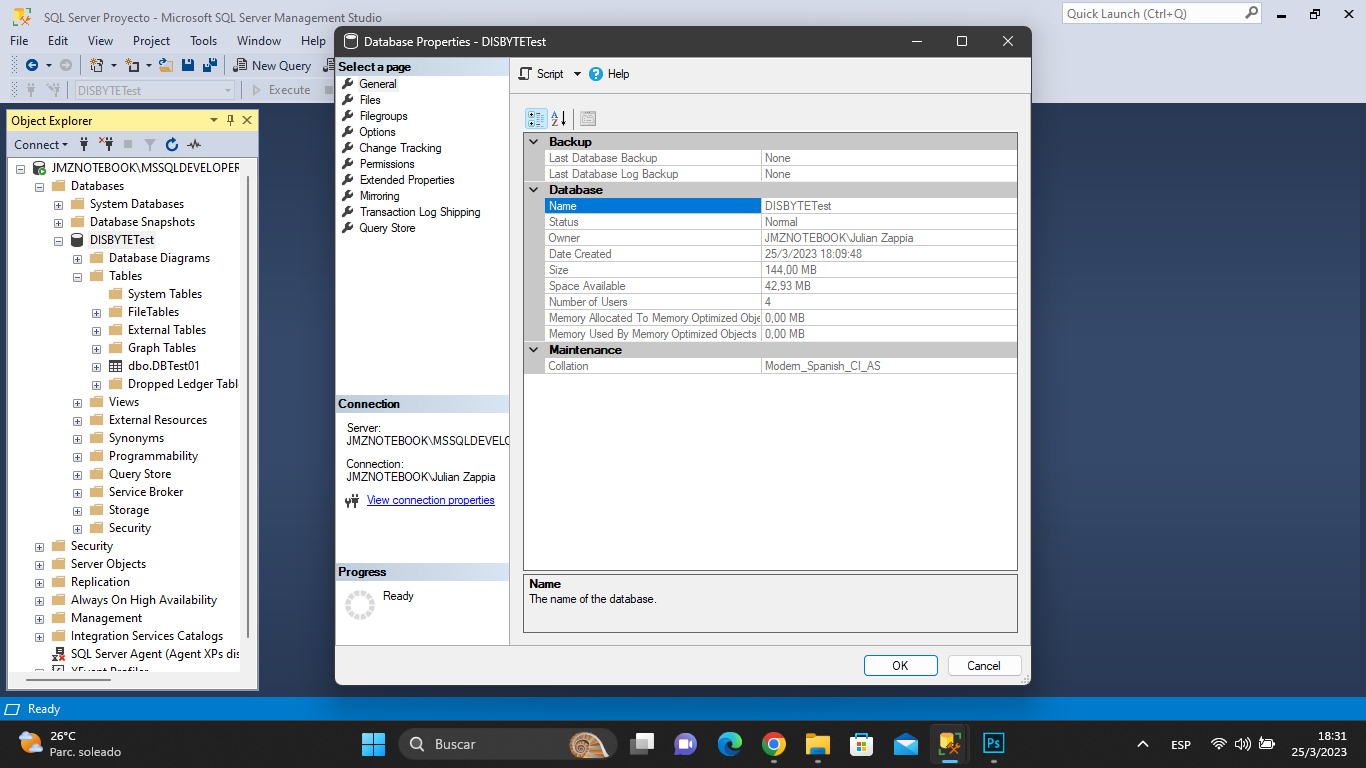 SQL Server Proyecto - Microsoft SQL Server Management Studio
Quick Launch (Ctrl+Q)
File Edit View Project Tools Window Help
New Query
DISBYTETest
Execute
Object Explorer
Connect
JMZNOTEBOOK\MSSQLDEVELOPER
Databases
System Databases
Database Snapshots
DISBYTETest
Database Diagrams
Tables
System Tables
FileTables
External Tables
Graph Tables
dbo.DBTest01
Dropped Ledger Tabl
Views
External Resources
Synonyms
Programmability
Query Store
Service Broker
Storage
Security
Security
Server Objects
Replication
Always On High Availability
Management
Integration Services Catalogs
SQL Server Agent (Agent XPs dis
XEvent Profiler
Database Properties - DISBYTETest
Select a page
General
Files
Filegroups
Options
Change Tracking
Permissions
Extended Properties
Mirroring
Transaction Log Shipping
Query Store
Connection
Server:
JMZNOTEBOOK\MSSQLDEVELO
Connection:
JMZNOTEBOOK\Julian Zappia
View connection properties
Progress
Ready
Script Help
Backup
Last Database Backup None
Last Database Log Backup None
Database
Name DISBYTETest
Status Normal
Owner JMZNOTEBOOK\Julian Zappia
Date Created 25/3/2023 18:09:48
Size 144,00 MB
Space Available 42,93 MB
Number of Users 4
Memory Allocated To Memory Optimized Obje 0,00 MB
Memory Used By Memory Optimized Objects 0,00 MB
Maintenance
Collation Modern_Spanish_CI_AS
Name
The name of the database.
OK Cancel
Ready
26°C
Parc. soleado
Buscar
Ps
ESP
18:31
25/3/2023